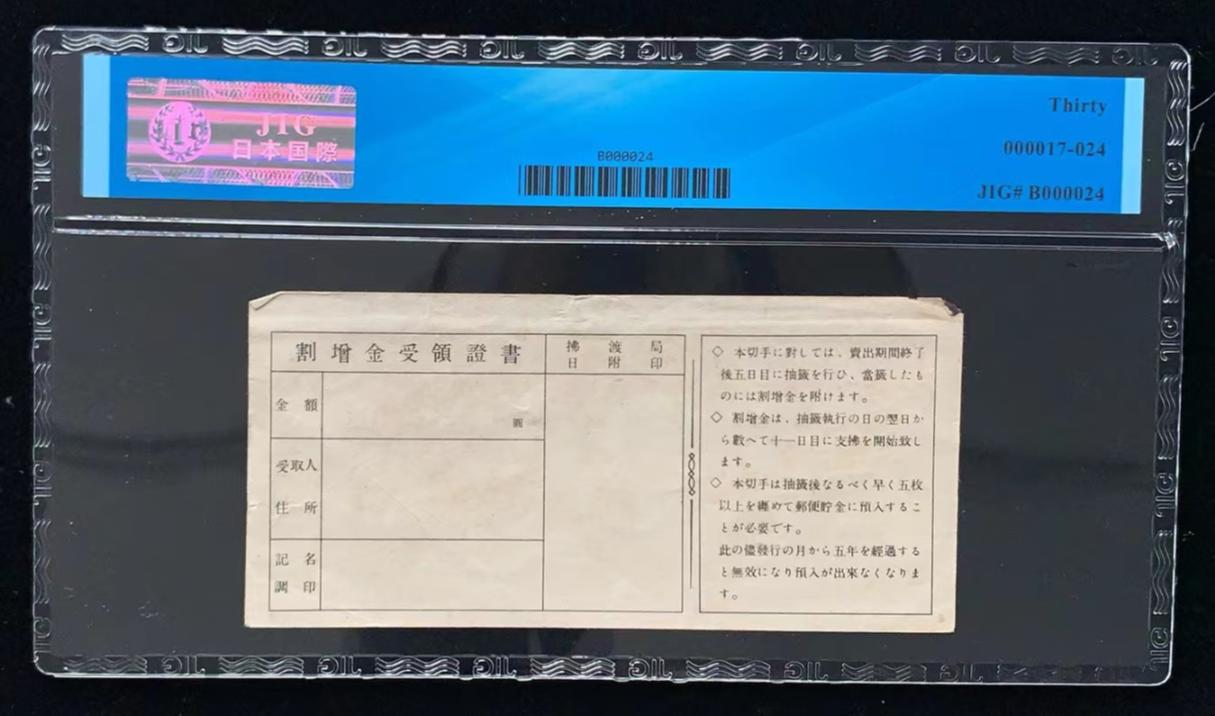 JIG
日本国際
B000024
Thirty
000017-024
JIG# B000024
割增金受領證書
拂渡局
日附印
金額
圓
受取人
住所
記名
調印
◇ 本切手に對しては、賣出期間終了
後五日目に抽籤を行ひ、當籤したも
のには割增金を附けます。
◇ 割增金は、抽籤執行の日の翌日か
ら數へて十一日目に支拂を開始致し
ます。
◇ 本切手は抽籤後なるべく早く五枚
以上を纏めて郵便貯金に預入するこ
とが必要です。
此の儘發行の月から五年を經過する
と無效になり預入が出來なくなりま
す。